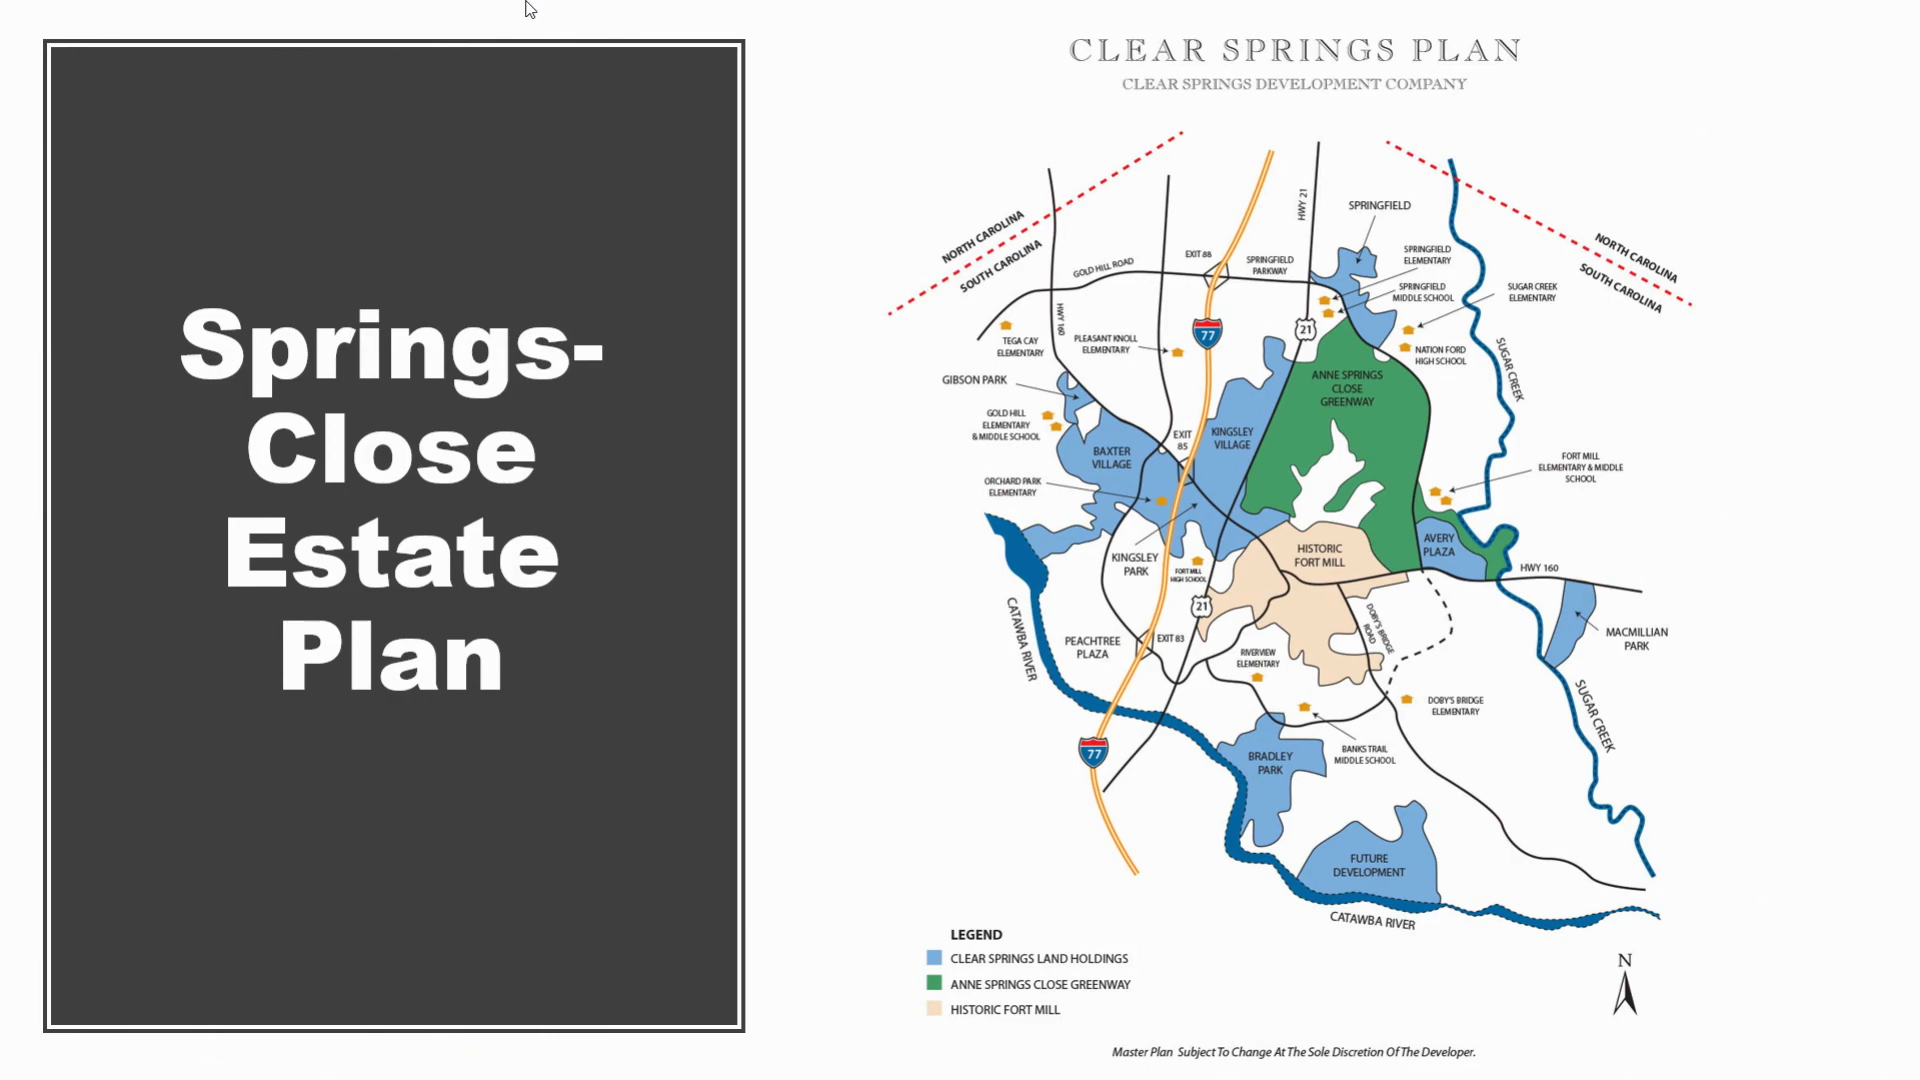 Springs-
Close
Estate
Plan
CLEAR SPRINGS PLAN
CLEAR SPRINGS DEVELOPMENT COMPANY
NORTH CAROLINA
SOUTH CAROLINA
NORTH CAROLINA
SOUTH CAROLINA
HWY 21
SPRINGFIELD
EXIT 88
SPRINGFIELD
PARKWAY
GOLD HILL ROAD
SPRINGFIELD
ELEMENTARY
SPRINGFIELD
MIDDLE SCHOOL
SUGAR CREEK
ELEMENTARY
HWY 160
77
21
TEGA CAY
ELEMENTARY
PLEASANT KNOLL
ELEMENTARY
NATION FORD
HIGH SCHOOL
SUGAR CREEK
GIBSON PARK
ANNE SPRINGS
CLOSE
GREENWAY
GOLD HILL
ELEMENTARY
& MIDDLE SCHOOL
EXIT
85
KINGSLEY
VILLAGE
BAXTER
VILLAGE
FORT MILL
ELEMENTARY & MIDDLE
SCHOOL
ORCHARD PARK
ELEMENTARY
KINGSLEY
PARK
FORT MILL
HIGH SCHOOL
HISTORIC
FORT MILL
AVERY
PLAZA
HWY 160
21
CATAWBA RIVER
DOBY'S BRIDGE
ROAD
MACMILLIAN
PARK
PEACHTREE
PLAZA
EXIT 83
RIVERVIEW
ELEMENTARY
DOBY'S BRIDGE
ELEMENTARY
SUGAR CREEK
77
BRADLEY
PARK
BANKS TRAIL
MIDDLE SCHOOL
FUTURE
DEVELOPMENT
CATAWBA RIVER
LEGEND
CLEAR SPRINGS LAND HOLDINGS
ANNE SPRINGS CLOSE GREENWAY
HISTORIC FORT MILL
N
Master Plan Subject To Change At The Sole Discretion Of The Developer.